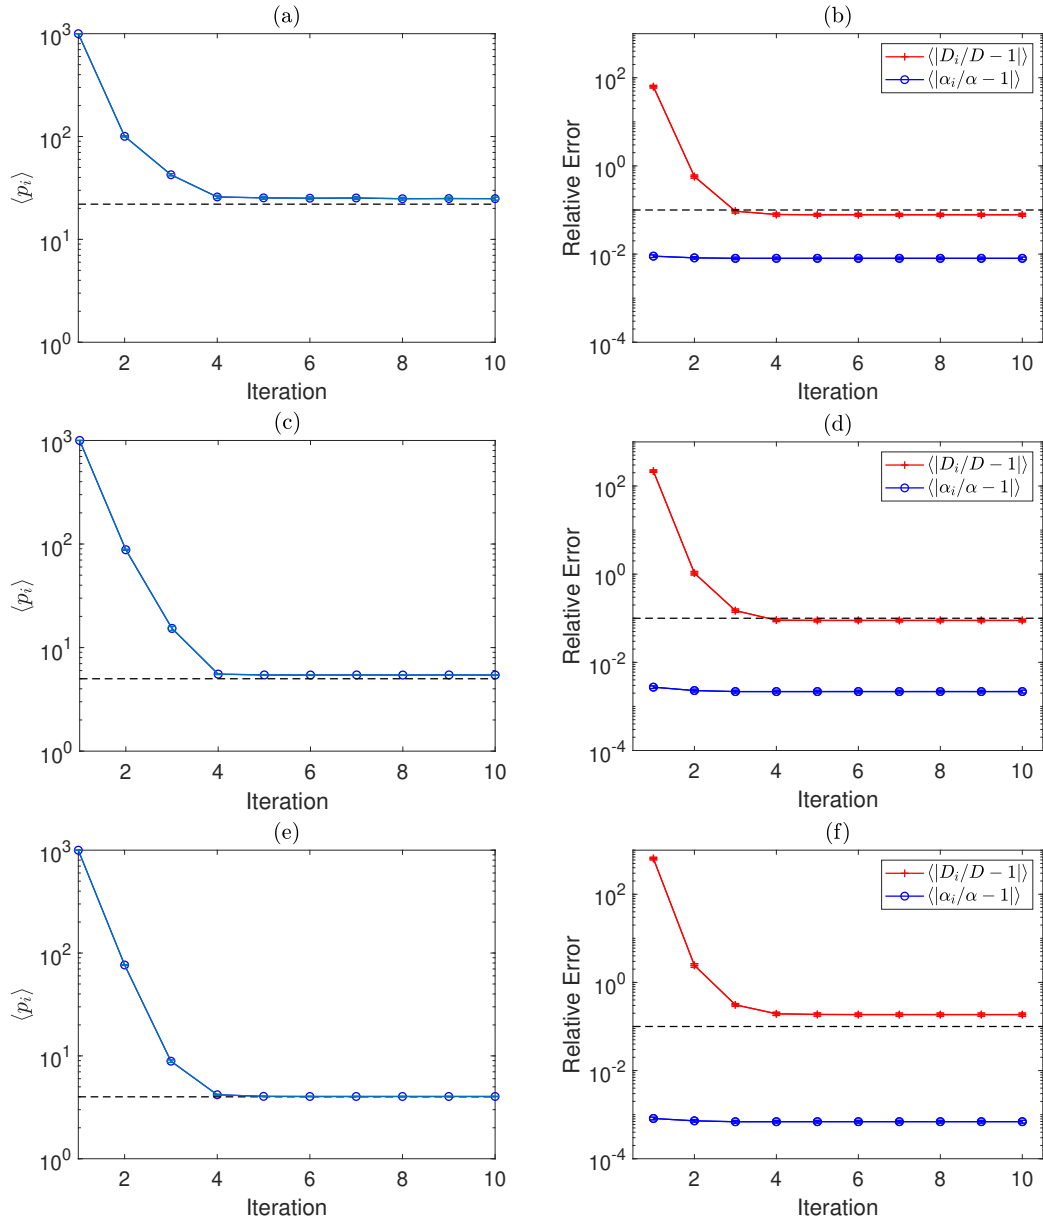 (a)
10^3
10^2
10^1
10^0
⟨p_i⟩
2 4 6 8 10
Iteration
(b)
10^2
10^0
10^-2
10^-4
Relative Error
⟨|D_i/D − 1|⟩
⟨|α_i/α − 1|⟩
2 4 6 8 10
Iteration
(c)
10^3
10^2
10^1
10^0
⟨p_i⟩
2 4 6 8 10
Iteration
(d)
10^2
10^0
10^-2
10^-4
Relative Error
⟨|D_i/D − 1|⟩
⟨|α_i/α − 1|⟩
2 4 6 8 10
Iteration
(e)
10^3
10^2
10^1
10^0
⟨p_i⟩
2 4 6 8 10
Iteration
(f)
10^2
10^0
10^-2
10^-4
Relative Error
⟨|D_i/D − 1|⟩
⟨|α_i/α − 1|⟩
2 4 6 8 10
Iteration